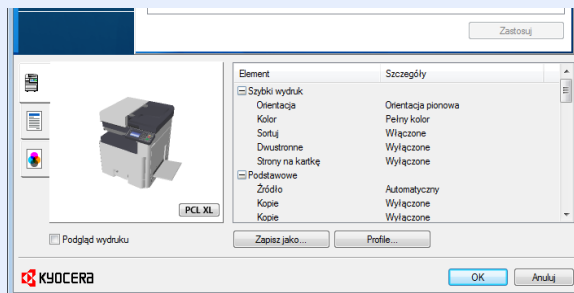 Zastosuj
Element Szczegóły
Szybki wydruk
Orientacja Orientacja pionowa
Kolor Pełny kolor
Sortuj Włączone
Dwustronne Wyłączone
Strony na kartkę Wyłączone
Podstawowe
Źródło Automatyczny
Kopie Wyłączone
Kopie Wyłaczone
PCL XL
Podgląd wydruku
Zapisz jako... Profile...
KYOCERA
OK Anuluj